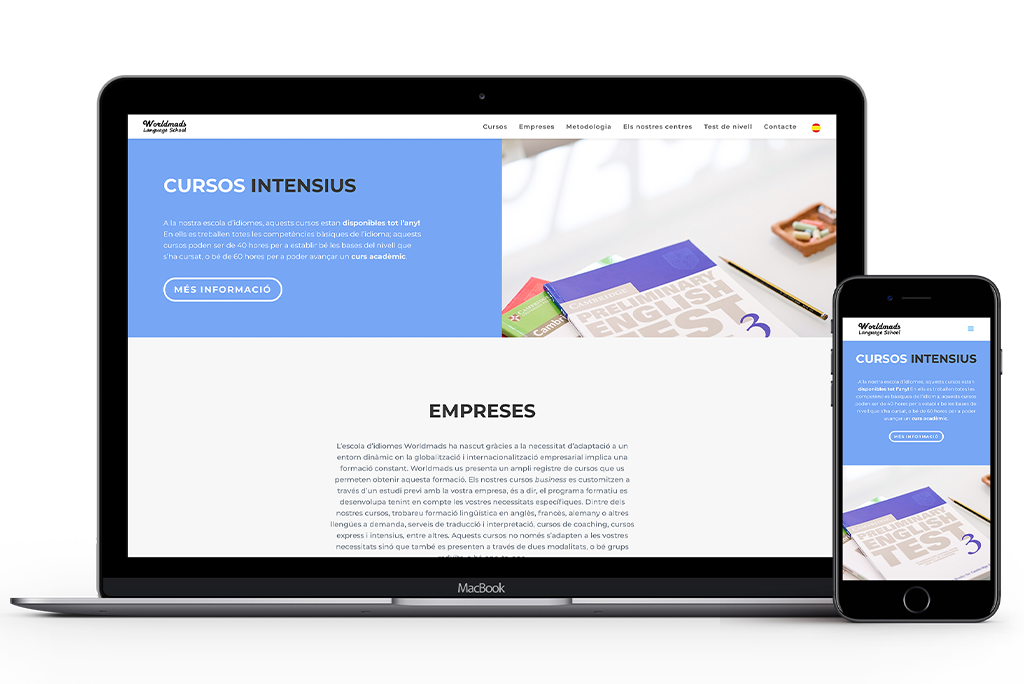 Worldmads
Language School
Cursos Empreses Metodologia Els nostres centres Test de nivell Contacte
CURSOS INTENSIUS
A la nostra escola d'idiomes, aquests cursos estan disponibles tot l'any!
En ells es treballen totes les competències bàsiques de l'idioma; aquests
cursos poden ser de 40 hores per a establir bé les bases del nivell que
s'ha cursat, o bé de 60 hores per a poder avançar un curs acadèmic.
MÉS INFORMACIÓ
CAMBRIDGE
PRELIMINARY
ENGLISH
TEST
3
EMPRESES
L'escola d'idiomes Worldmads ha nascut gràcies a la necessitat d'adaptació a un
entorn dinàmic en la globalització i internacionalització empresarial implica una
formació constant. Worldmads us presenta un ampli registre de cursos que us
permeten obtenir aquesta formació. Els nostres cursos business es customitzen a
través d'un estudi previ amb la vostra empresa, és a dir, el programa formatiu es
desenvolupa tenint en compte les vostres necessitats específiques. Dintre dels
nostres cursos, trobareu formació lingüística en anglès, francès, alemany o altres
llengües a demanda, serveis de traducció i interpretació, cursos de coaching, cursos
express i intensius, entre altres. Aquests cursos no només s'adapten a les vostres
necessitats sinó que també es presenten a través de dues modalitats, o bé grups
MacBook
Worldmads
Language School
CURSOS INTENSIUS
A la nostra escola d'idiomes, aquests cursos estan
disponibles tot l'any! En ells es treballen totes les
competències bàsiques de l'idioma; aquests cursos
poden ser de 40 hores per a establir bé les bases de
nivell que s'ha cursat, o bé de 60 hores per a poder
avançar un curs acadèmic.
MÉS INFORMACIÓ
PRELIMINARY
ENGLISH
TEST
3